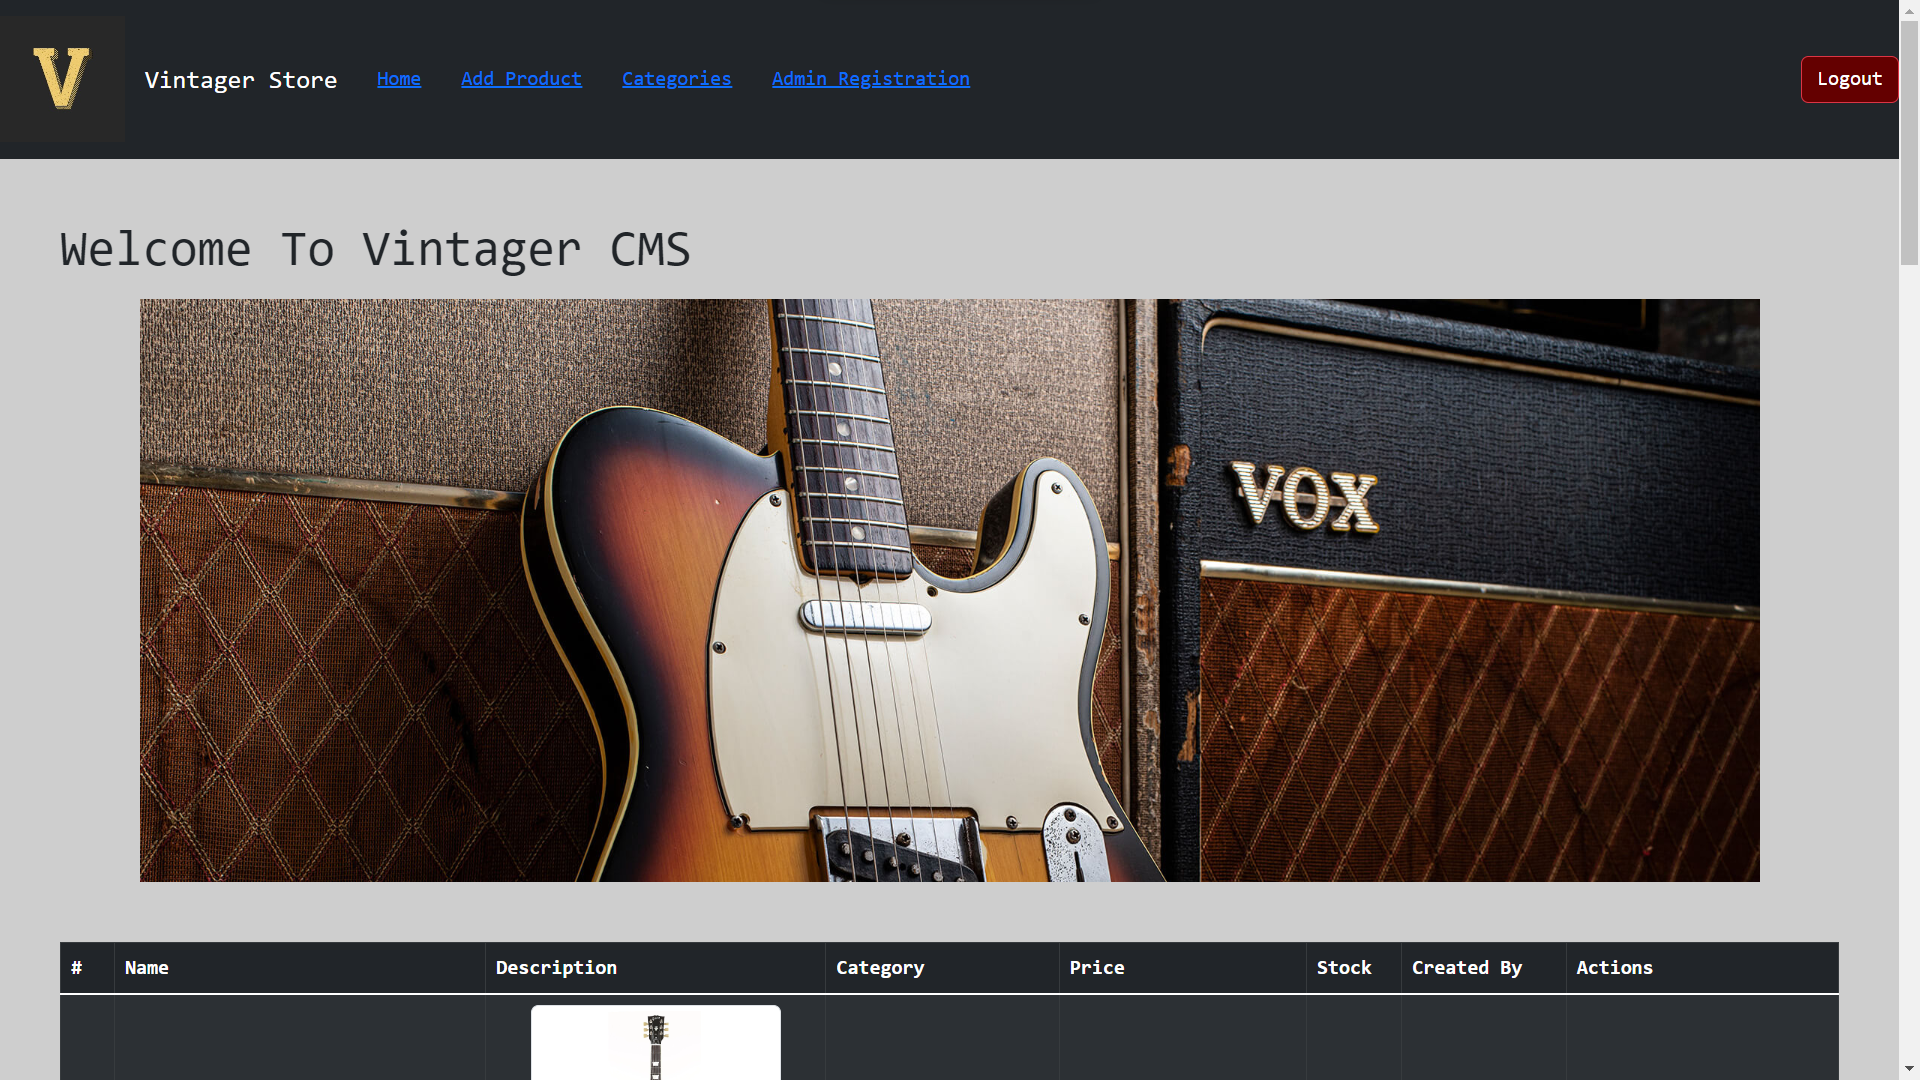 V
Vintager Store Home Add Product Categories Admin Registration Logout
Welcome To Vintager CMS
VOX
# Name Description Category Price Stock Created By Actions